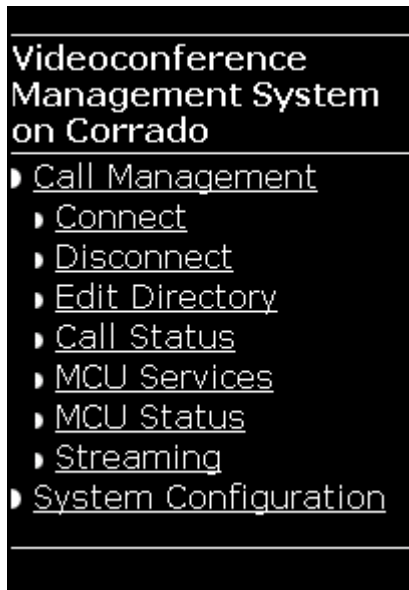 Videoconference
Management System
on Corrado
Call Management
Connect
Disconnect
Edit Directory
Call Status
MCU Services
MCU Status
Streaming
System Configuration